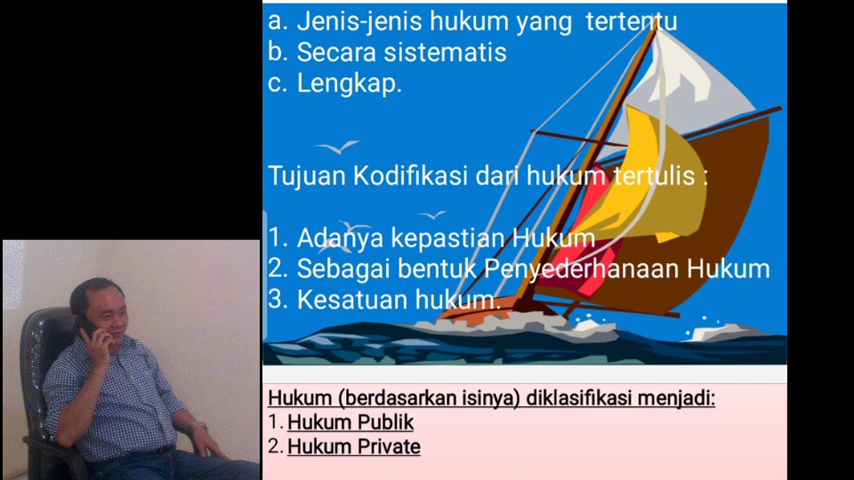 a. Jenis-jenis hukum yang tertentu
b. Secara sistematis
c. Lengkap.
Tujuan Kodifikasi dari hukum tertulis :
1. Adanya kepastian Hukum
2. Sebagai bentuk Penyederhanaan Hukum
3. Kesatuan hukum.
Hukum (berdasarkan isinya) diklasifikasi menjadi:
1. Hukum Publik
2. Hukum Private